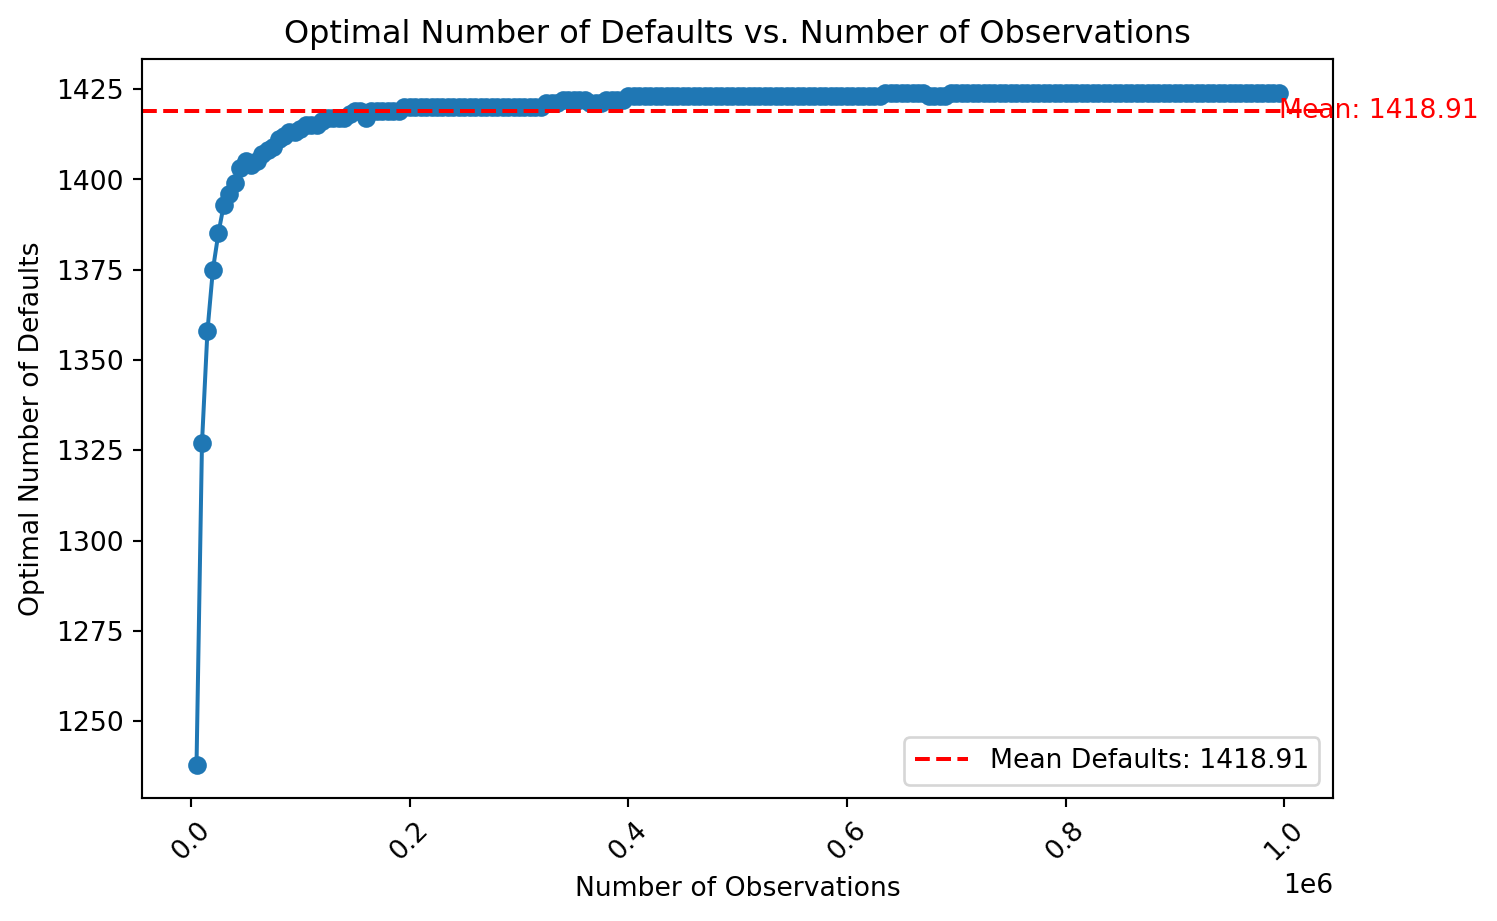 Optimal Number of Defaults vs. Number of Observations
Optimal Number of Defaults
1425
1400
1375
1350
1325
1300
1275
1250
Mean: 1418.91
Mean Defaults: 1418.91
0.0
0.2
0.4
0.6
0.8
1.0
Number of Observations
1e6